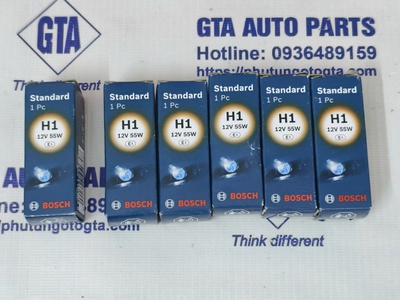 GTA
GTA AUTO PARTS
Hotline: 0936489159
https://phutungotogta.com
Think different
Standard
1 Pc
H1
12V 55W
BOSCH
Standard
1 Pc
H1
12V 55W
BOSCH
Standard
1 Pc
H1
12V 55W
BOSCH
Standard
1 Pc
H1
12V 55W
BOSCH
Standard
1 Pc
H1
12V 55W
BOSCH
Standard
1 Pc
H1
12V 55W
BOSCH
Think different